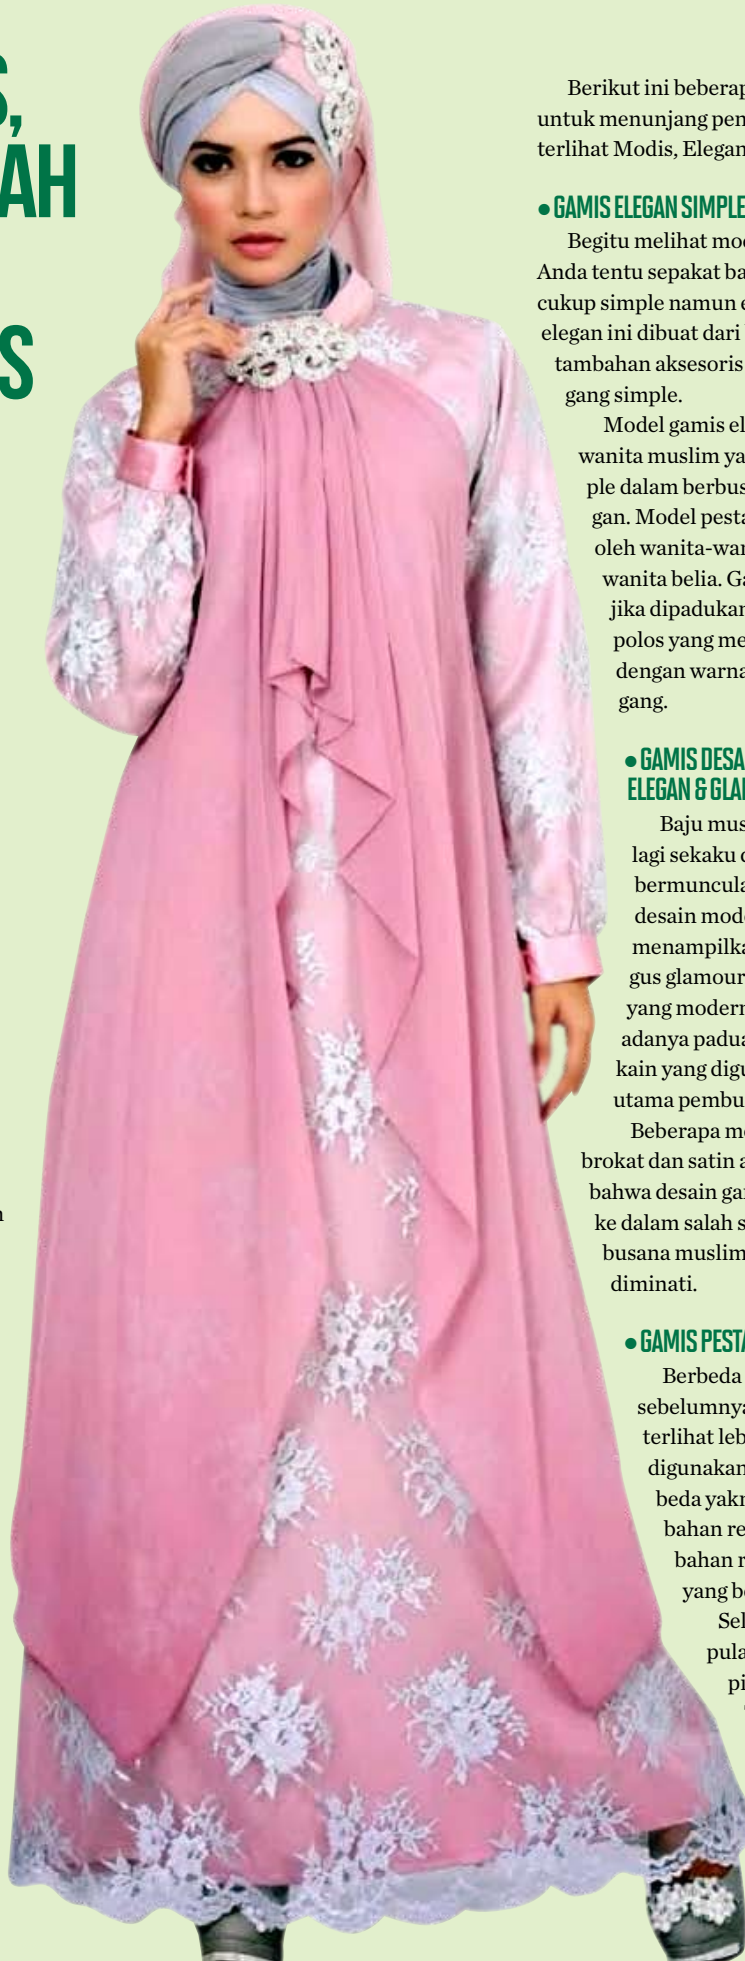 S,
AH
S
n
Berikut ini beberap
untuk menunjang pen
terlihat Modis, Elegan
• GAMIS ELEGAN SIMPLE
Begitu melihat mod
Anda tentu sepakat ba
cukup simple namun e
elegan ini dibuat dari
tambahan aksesoris
gang simple.
Model gamis el
wanita muslim ya
ple dalam berbus
gan. Model pesta
oleh wanita-wan
wanita belia. Ga
jika dipadukan
polos yang me
dengan warna
gang.
• GAMIS DESA
ELEGAN & GLA
Baju mus
lagi sekaku d
bermuncula
desain mode
menampilka
gus glamour
yang modern
adanya padua
kain yang digu
utama pembu
Beberapa mo
brokat dan satin a
bahwa desain gam
ke dalam salah s
busana muslim
diminati.
• GAMIS PESTA
Berbeda
sebelumnya
terlihat leb
digunakan
beda yakn
bahan re
bahan r
yang be
Sel
pula
pi